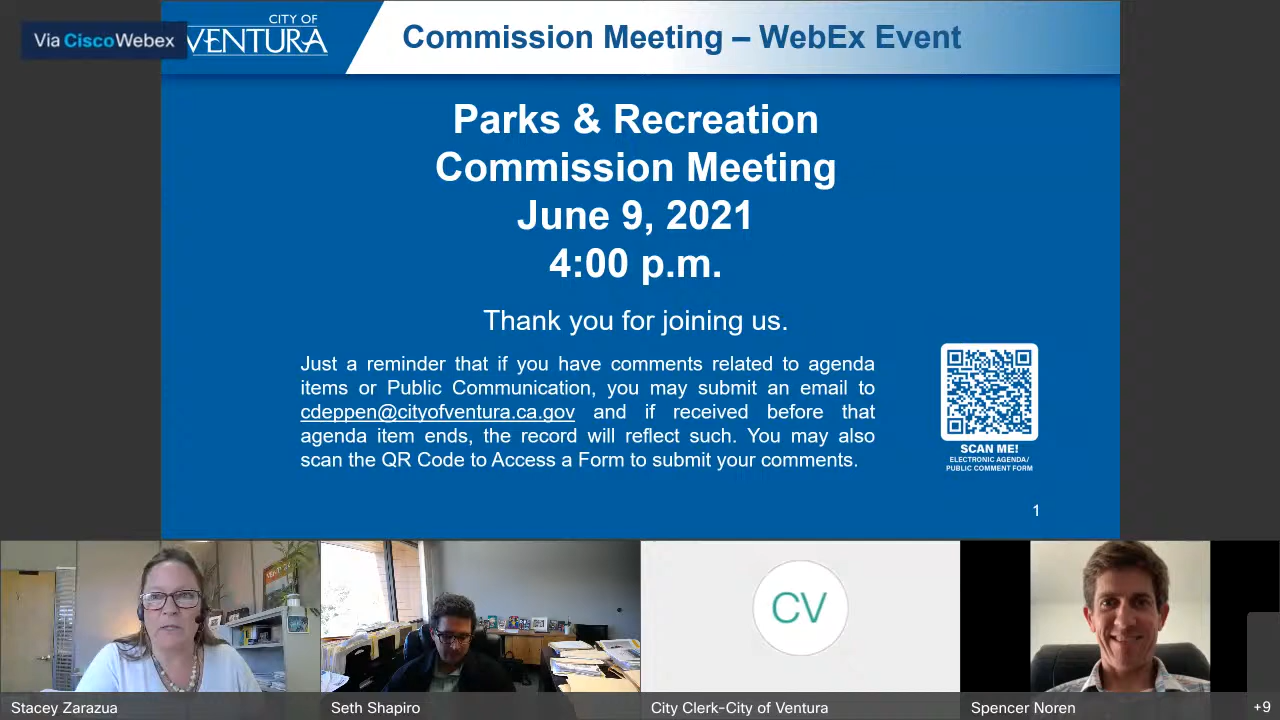 Via Cisco Webex
CITY OF
VENTURA
Commission Meeting – WebEx Event
Parks & Recreation
Commission Meeting
June 9, 2021
4:00 p.m.
Thank you for joining us.
Just a reminder that if you have comments related to agenda
items or Public Communication, you may submit an email to
cdeppen@cityofventura.ca.gov and if received before that
agenda item ends, the record will reflect such. You may also
scan the QR Code to Access a Form to submit your comments.
SCAN ME!
ELECTRONIC AGENDA/
PUBLIC COMMENT FORM
1
CV
Stacey Zarazua
Seth Shapiro
City Clerk-City of Ventura
Spencer Noren
+9